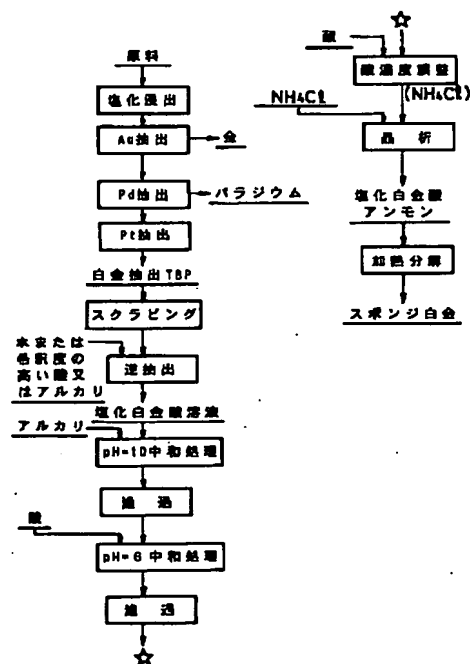 原料
塩化浸出
Au抽出
金
Pd抽出
パラジウム
Pt抽出
白金抽出TBP
スクラビング
水または
希釈度の
高い酸又
はアルカリ
逆抽出
塩化白金酸溶液
アルカリ
pH=10中和処理
濾過
酸
pH=6中和処理
濾過
☆
☆
酸
酸濃度調整
(NH4Cl)
NH4Cl
晶析
塩化白金酸
アンモン
加熱分解
スポンジ白金